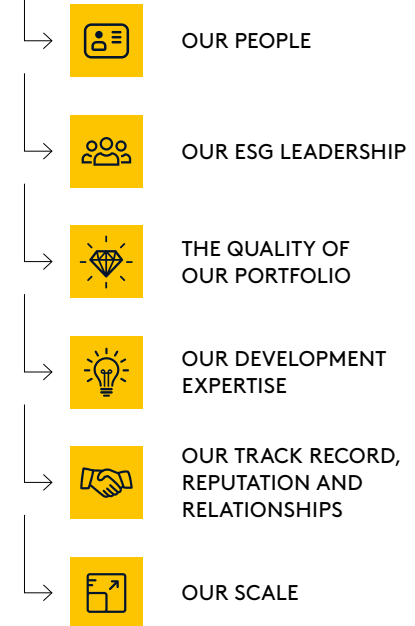 OUR PEOPLE
OUR ESG LEADERSHIP
THE QUALITY OF
OUR PORTFOLIO
OUR DEVELOPMENT
EXPERTISE
OUR TRACK RECORD,
REPUTATION AND
RELATIONSHIPS
OUR SCALE